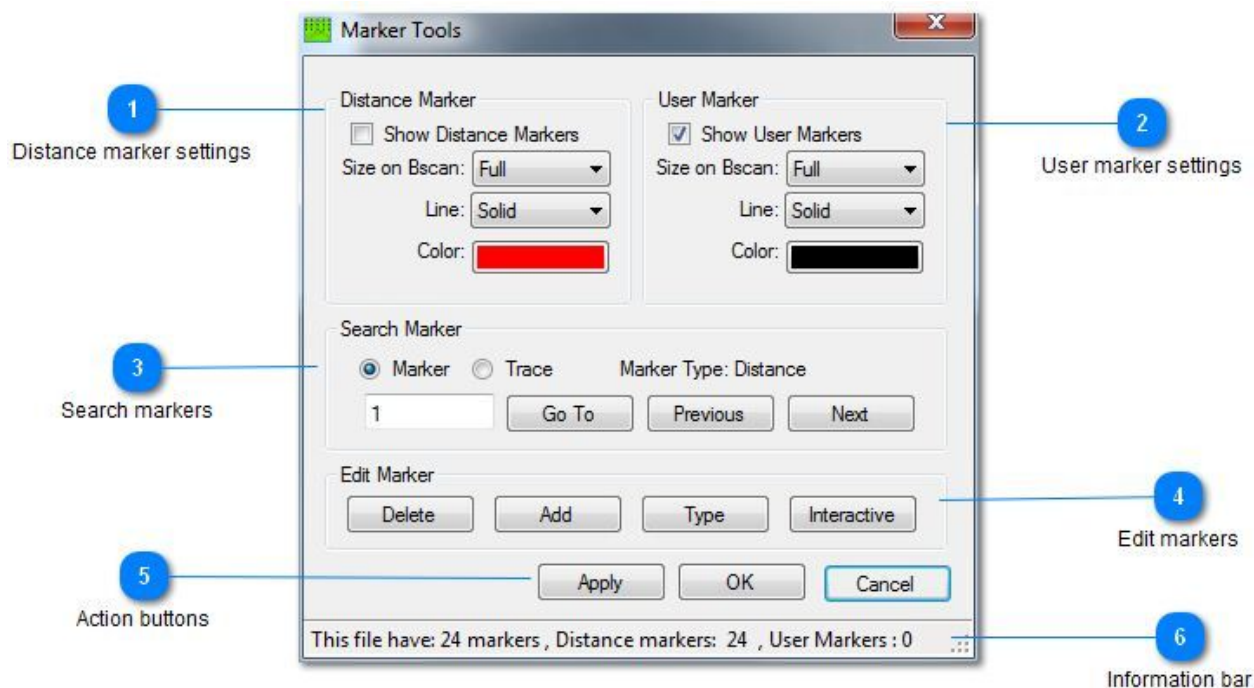 Marker Tools
X
1
Distance marker settings
Distance Marker
Show Distance Markers
Size on Bscan: Full
Line: Solid
Color:
User Marker
Show User Markers
Size on Bscan: Full
Line: Solid
Color:
2
User marker settings
3
Search markers
Search Marker
Marker Trace Marker Type: Distance
1 Go To Previous Next
Edit Marker
Delete Add Type Interactive
4
Edit markers
5
Action buttons
Apply OK Cancel
This file have: 24 markers , Distance markers: 24 , User Markers : 0
6
Information bar